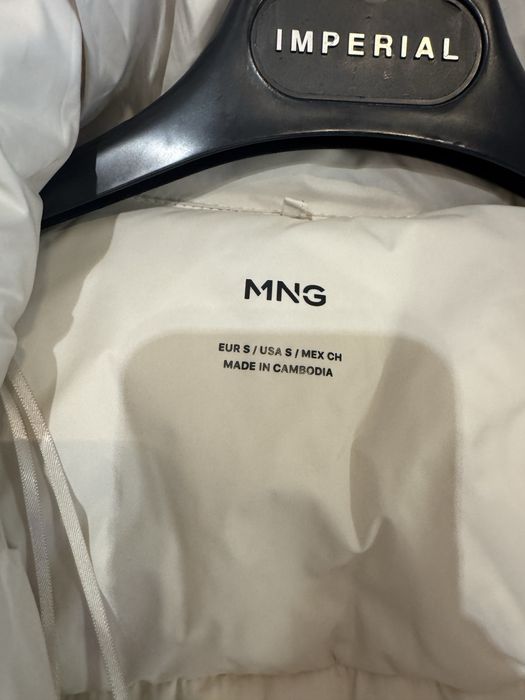 IMPERIAL
MNG
EUR S / USA S / MEX CH
MADE IN CAMBODIA